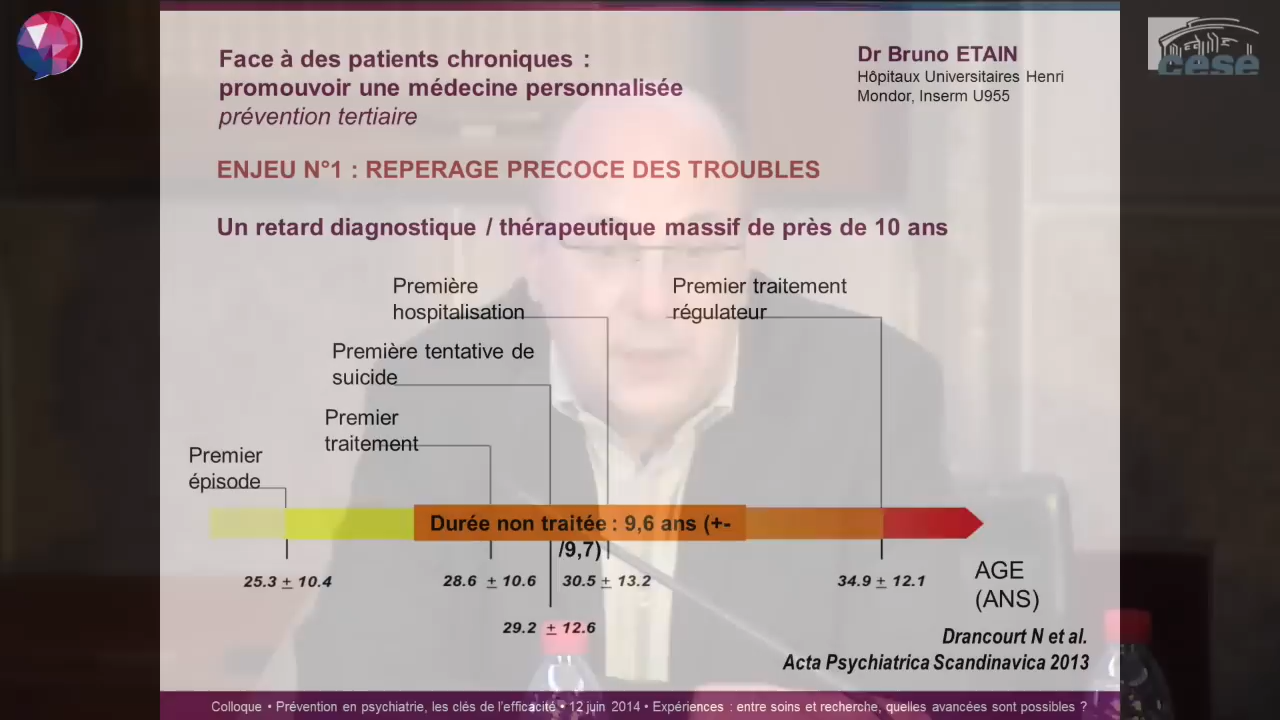 Face à des patients chroniques :
promouvoir une médecine personnalisée
prévention tertiaire
Dr Bruno ETAIN
Hôpitaux Universitaires Henri
Mondor, Inserm U955
cese
ENJEU N°1 : REPERAGE PRECOCE DES TROUBLES
Un retard diagnostique / thérapeutique massif de près de 10 ans
Première
hospitalisation
Premier traitement
régulateur
Première tentative de
suicide
Premier
traitement
Premier
épisode
Durée non traitée : 9,6 ans (+-
/9,7)
25.3 ± 10.4
28.6 ± 10.6
30.5 ± 13.2
34.9 ± 12.1
29.2 ± 12.6
AGE
(ANS)
Drancourt N et al.
Acta Psychiatrica Scandinavica 2013
Colloque • Prévention en psychiatrie, les clés de l'efficacité • 12 juin 2014 • Expériences : entre soins et recherche, quelles avancées sont possibles ?